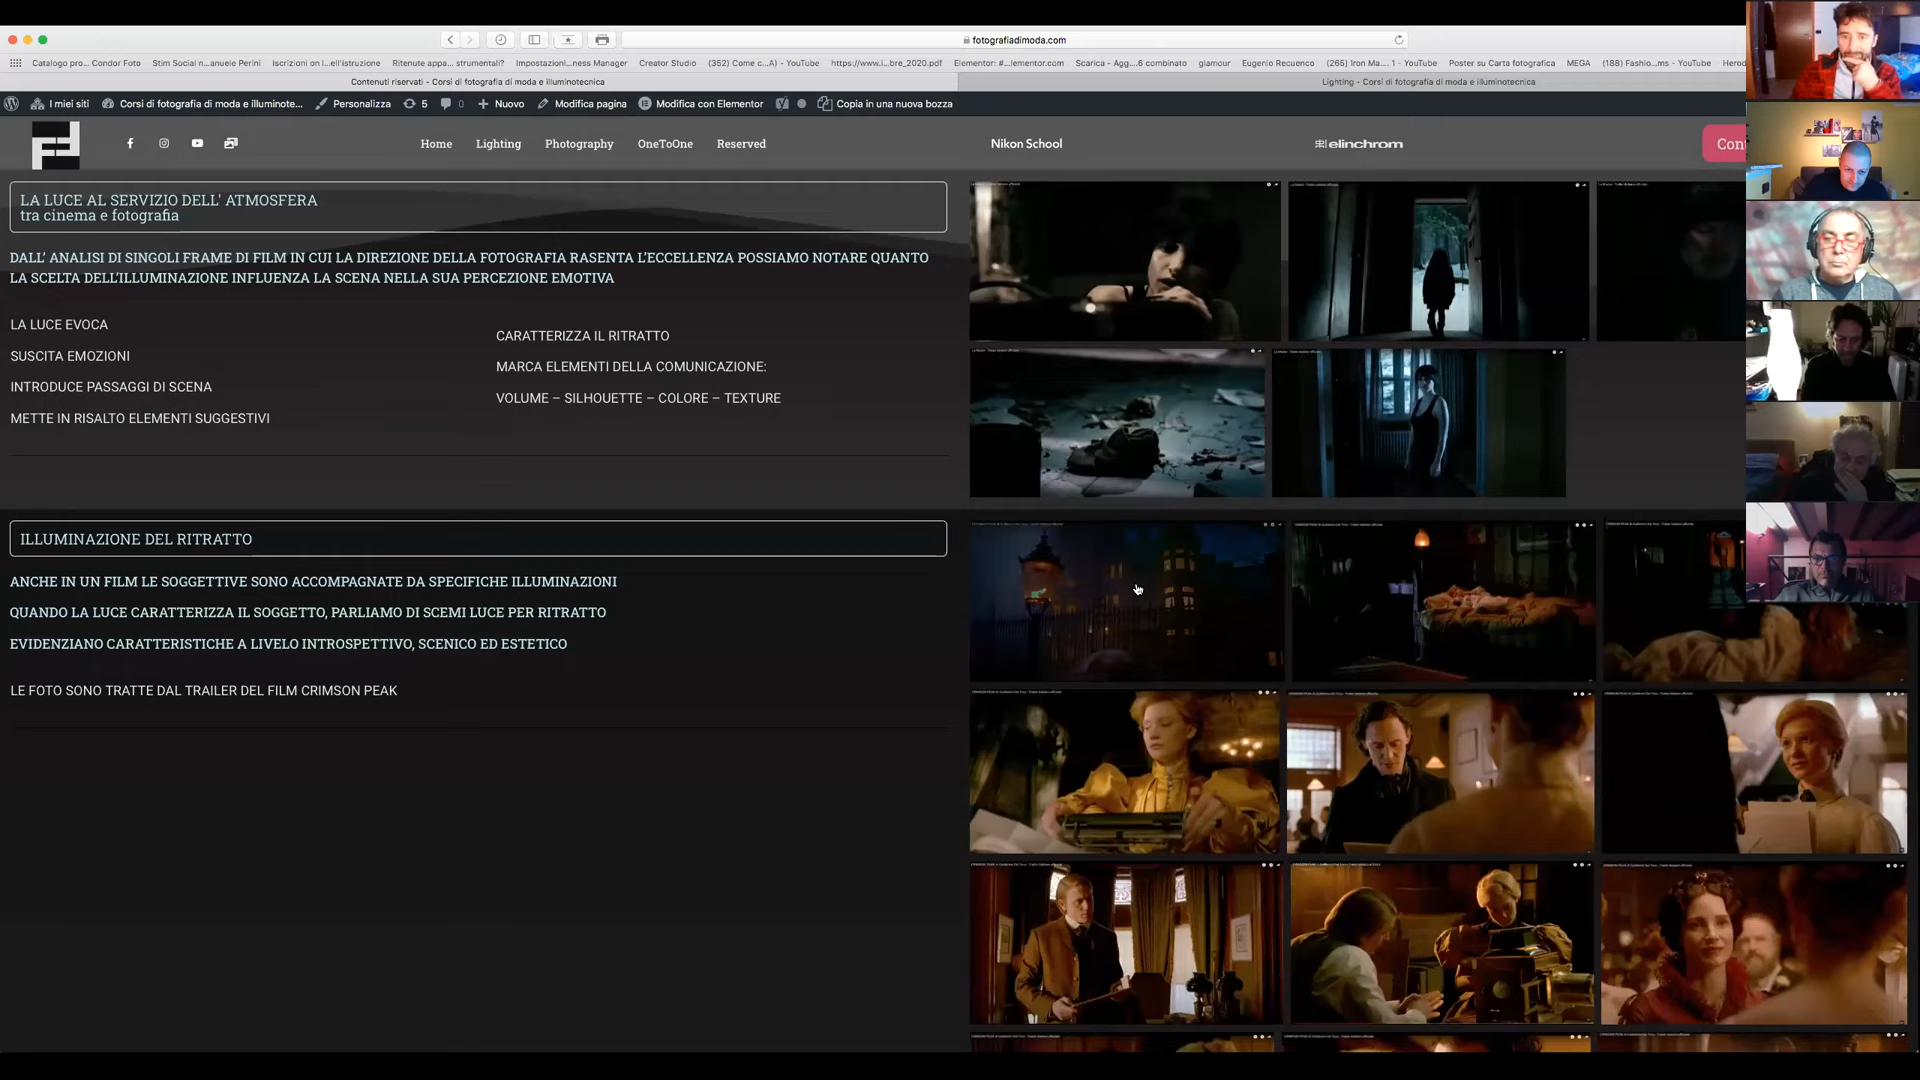 fotografiadimoda.com
Catalogo pro... Condor Foto
Stim Social n...anuele Perini
Iscrizioni on l...ell'istruzione
Ritenute appa... strumentali?
Impostazioni...ness Manager
Creator Studio
(352) Come c...A) - YouTube
https://www.i...bre_2020.pdf
Elementor: #...lementor.com
Scarica - Agg....6 combinato
glamour
Eugenio Recuenco
(265) Iron Ma.... 1 - YouTube
Poster su Carta fotografica
MEGA
(188) Fashio...ms - YouTube
Contenuti riservati - Corsi di fotografia di moda e illuminotecnica
Lighting - Corsi di fotografia di moda e illuminotecnica
I miei siti
Corsi di fotografia di moda e illuminote...
Personalizza
5
0
Nuovo
Modifica pagina
Modifica con Elementor
Copia in una nuova bozza
Home
Lighting
Photography
OneToOne
Reserved
Nikon School
elinchrom
Con
LA LUCE AL SERVIZIO DELL' ATMOSFERA
tra cinema e fotografia
DALL' ANALISI DI SINGOLI FRAME DI FILM IN CUI LA DIREZIONE DELLA FOTOGRAFIA RASENTA L'ECCELLENZA POSSIAMO NOTARE QUANTO
LA SCELTA DELL'ILLUMINAZIONE INFLUENZA LA SCENA NELLA SUA PERCEZIONE EMOTIVA
LA LUCE EVOCA
SUSCITA EMOZIONI
INTRODUCE PASSAGGI DI SCENA
METTE IN RISALTO ELEMENTI SUGGESTIVI
CARATTERIZZA IL RITRATTO
MARCA ELEMENTI DELLA COMUNICAZIONE:
VOLUME – SILHOUETTE – COLORE – TEXTURE
ILLUMINAZIONE DEL RITRATTO
ANCHE IN UN FILM LE SOGGETTIVE SONO ACCOMPAGNATE DA SPECIFICHE ILLUMINAZIONI
QUANDO LA LUCE CARATTERIZZA IL SOGGETTO, PARLIAMO DI SCEMI LUCE PER RITRATTO
EVIDENZIANO CARATTERISTICHE A LIVELO INTROSPETTIVO, SCENICO ED ESTETICO
LE FOTO SONO TRATTE DAL TRAILER DEL FILM CRIMSON PEAK